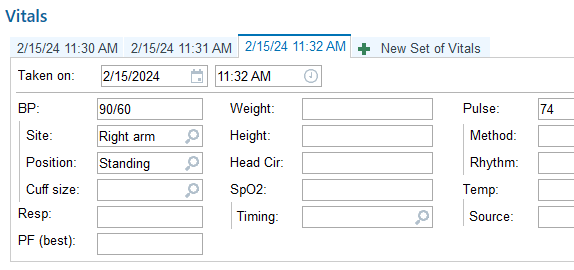 Vitals
2/15/24 11:30 AM 2/15/24 11:31 AM 2/15/24 11:32 AM New Set of Vitals
Taken on: 2/15/2024 11:32 AM
BP: 90/60 Weight: Pulse: 74
Site: Right arm Height: Method:
Position: Standing Head Cir: Rhythm:
Cuff size: SpO2: Temp:
Resp: Timing: Source:
PF (best):